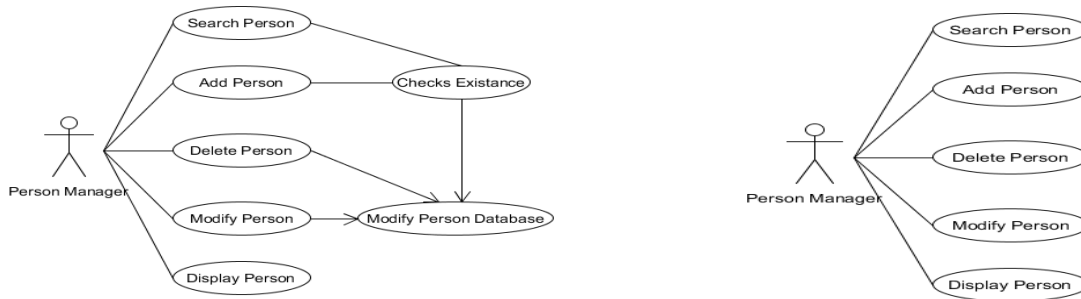 Search Person
Add Person
Checks Existance
Person Manager
Delete Person
Modify Person
Modify Person Database
Display Person
Search Person
Add Person
Person Manager
Delete Person
Modify Person
Display Person